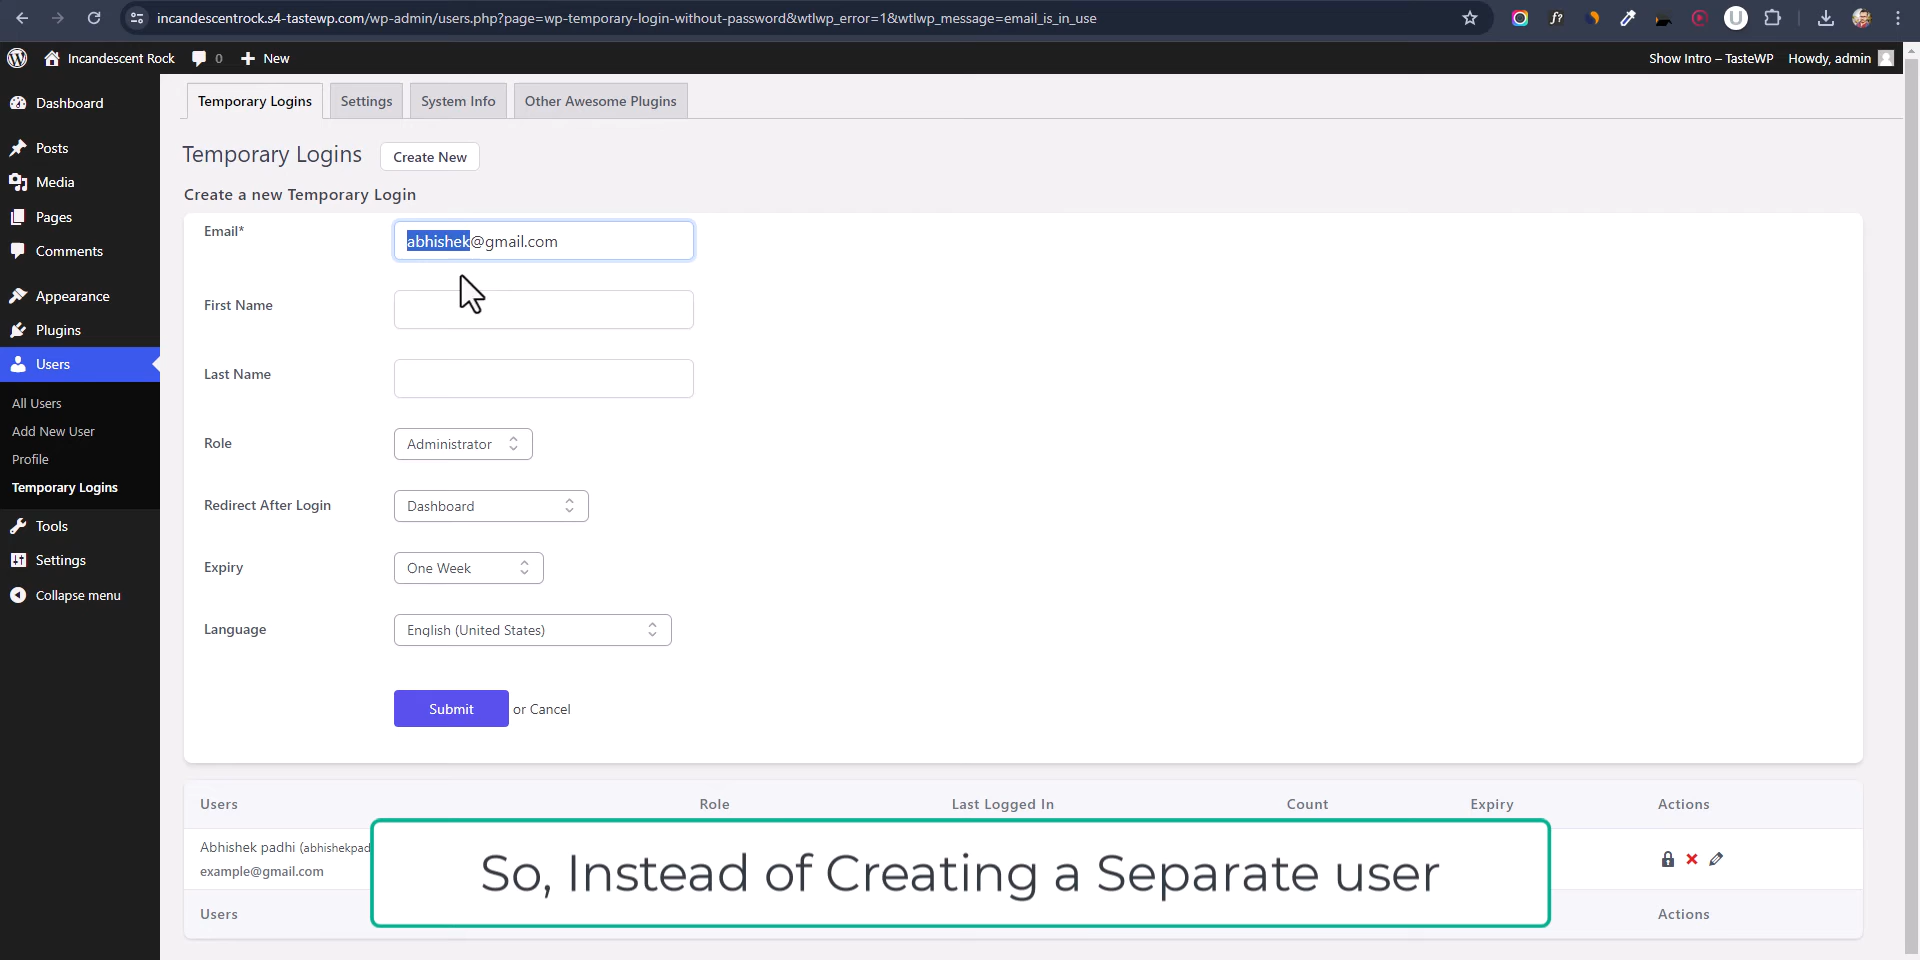 incandescentrock.s4-tastewp.com/wp-admin/users.php?page=wp-temporary-login-without-password&wtlwp_error=1&wtlwp_message=email_is_in_use
Incandescent Rock
0
New
Show Intro – TasteWP
Howdy, admin
Dashboard
Posts
Media
Pages
Comments
Appearance
Plugins
Users
All Users
Add New User
Profile
Temporary Logins
Tools
Settings
Collapse menu
Temporary Logins
Settings
System Info
Other Awesome Plugins
Temporary Logins
Create New
Create a new Temporary Login
Email*
abhishek@gmail.com
First Name
Last Name
Role
Administrator
Redirect After Login
Dashboard
Expiry
One Week
Language
English (United States)
Submit or Cancel
Users Role Last Logged In Count Expiry Actions
Abhishek padhi (abhishekpad
example@gmail.com
So, Instead of Creating a Separate user
Users Actions